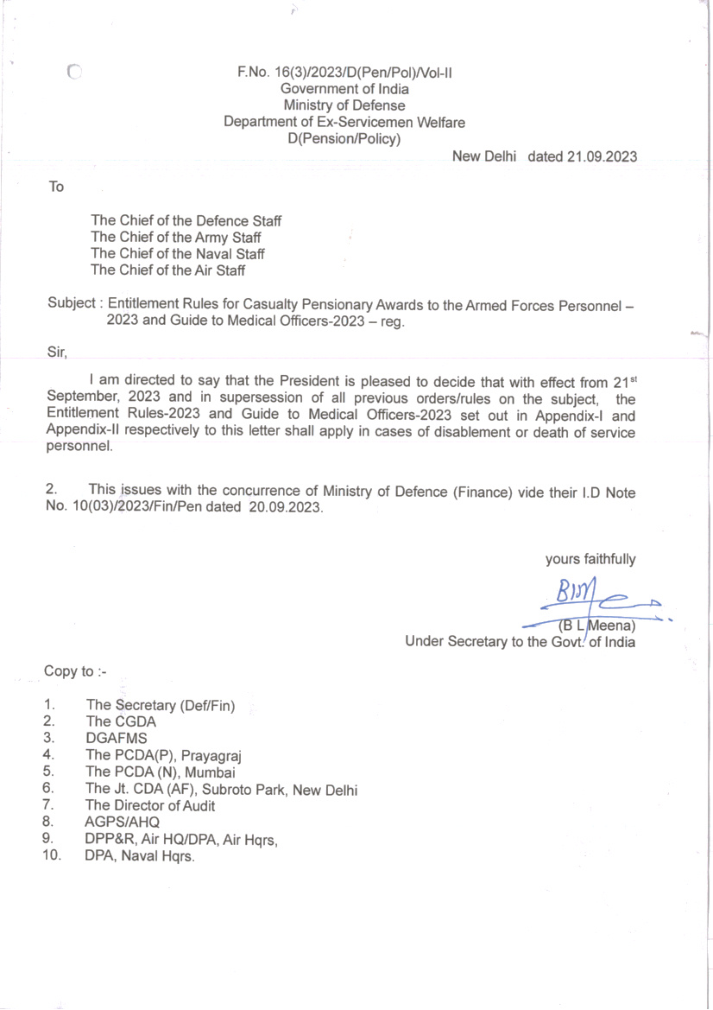 F.No. 16(3)/2023/D(Pen/Pol)/Vol-II
Government of India
Ministry of Defense
Department of Ex-Servicemen Welfare
D(Pension/Policy)
New Delhi dated 21.09.2023
To
The Chief of the Defence Staff
The Chief of the Army Staff
The Chief of the Naval Staff
The Chief of the Air Staff
Subject : Entitlement Rules for Casualty Pensionary Awards to the Armed Forces Personnel –
2023 and Guide to Medical Officers-2023 – reg.
Sir,
I am directed to say that the President is pleased to decide that with effect from 21st
September, 2023 and in supersession of all previous orders/rules on the subject, the
Entitlement Rules-2023 and Guide to Medical Officers-2023 set out in Appendix-I and
Appendix-II respectively to this letter shall apply in cases of disablement or death of service
personnel.
2. This issues with the concurrence of Ministry of Defence (Finance) vide their I.D Note
No. 10(03)/2023/Fin/Pen dated 20.09.2023.
yours faithfully
(B L Meena)
Under Secretary to the Govt. of India
Copy to :-
1. The Secretary (Def/Fin)
2. The CGDA
3. DGAFMS
4. The PCDA(P), Prayagraj
5. The PCDA (N), Mumbai
6. The Jt. CDA (AF), Subroto Park, New Delhi
7. The Director of Audit
8. AGPS/AHQ
9. DPP&R, Air HQ/DPA, Air Hqrs,
10. DPA, Naval Hqrs.